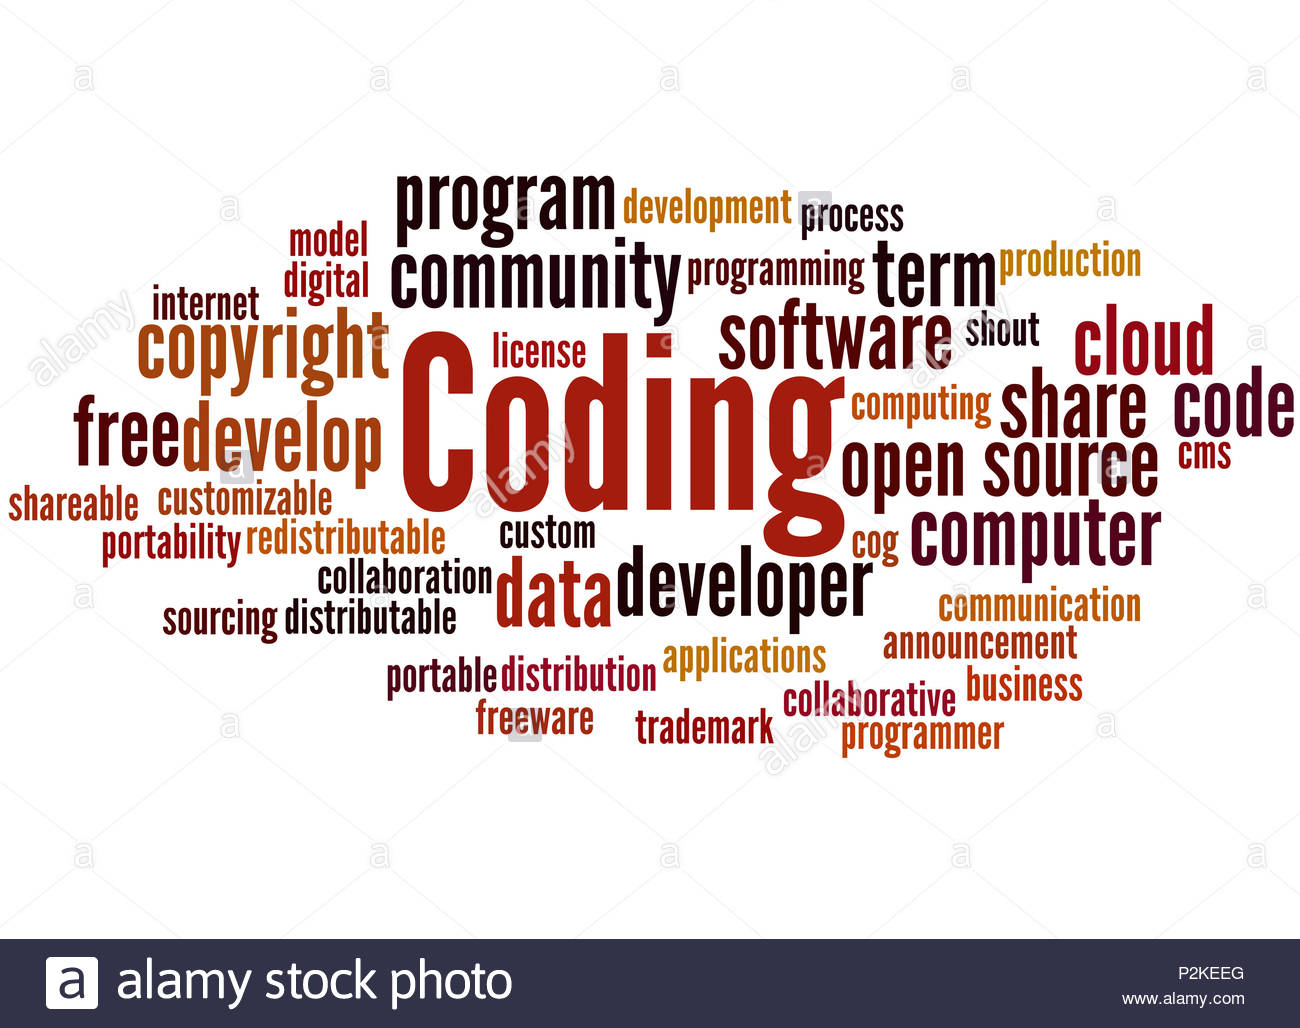 program development process
model
community programming term production
digital
internet
copyright license software shout cloud
Coding
free develop computing share code
open source cms
shareable customizable
portability redistributable custom cog computer
collaboration data developer
sourcing distributable communication
announcement
portable distribution applications business
collaborative
freeware trademark programmer
a alamy stock photo
P2KEEG
www.alamy.com